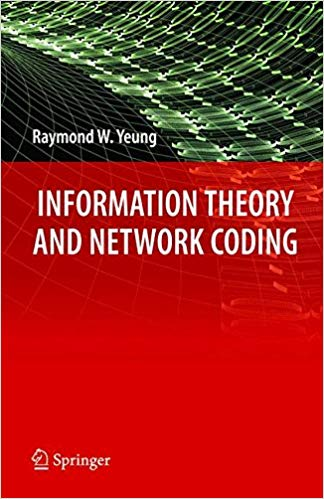 Raymond W. Yeung
INFORMATION THEORY
AND NETWORK CODING
Springer